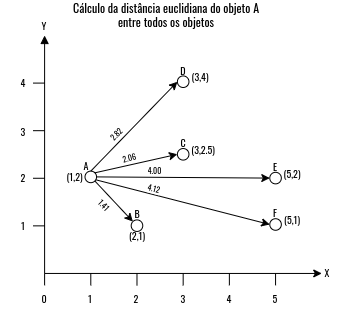 Cálculo da distância euclidiana do objeto A
entre todos os objetos
Y
D
4
(3,4)
3
2.82
C
(3,2.5)
2.06
A
E
4.00
2
(1,2)
(5,2)
4.12
1.41
B
F
1
(5,1)
(2,1)
X
0 1 2 3 4 5